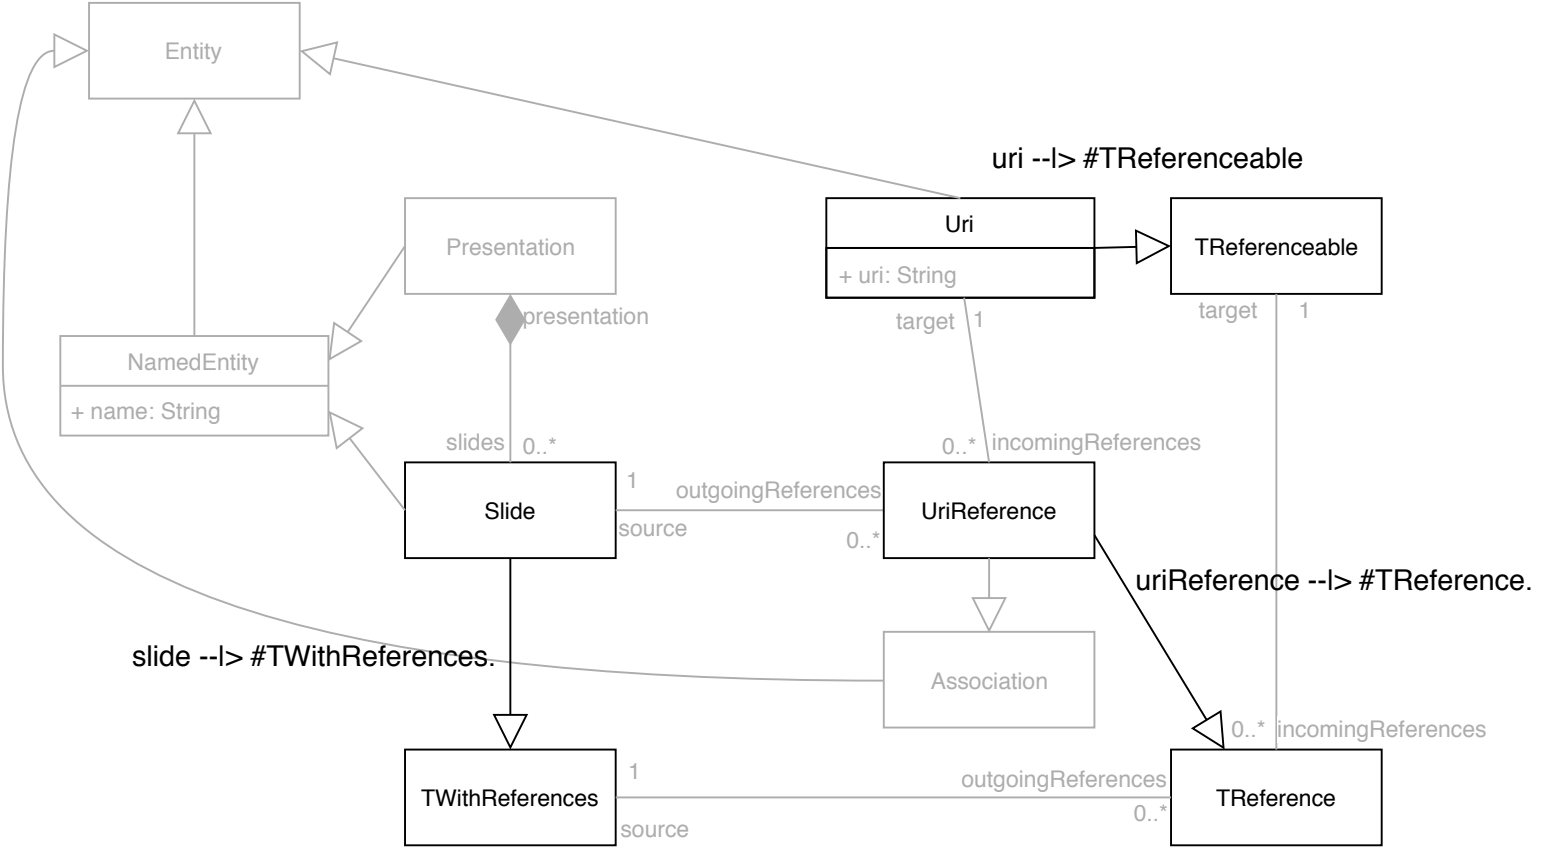 Entity
uri --|> #TReferenceable
Presentation
Uri
+ uri: String
TReferenceable
presentation
target 1
target 1
NamedEntity
+ name: String
slides 0..*
0..* incomingReferences
Slide
1
source
outgoingReferences
0..*
UriReference
uriReference --|> #TReference.
slide --|> #TWithReferences.
Association
0..* incomingReferences
TWithReferences
1
source
outgoingReferences
0..*
TReference